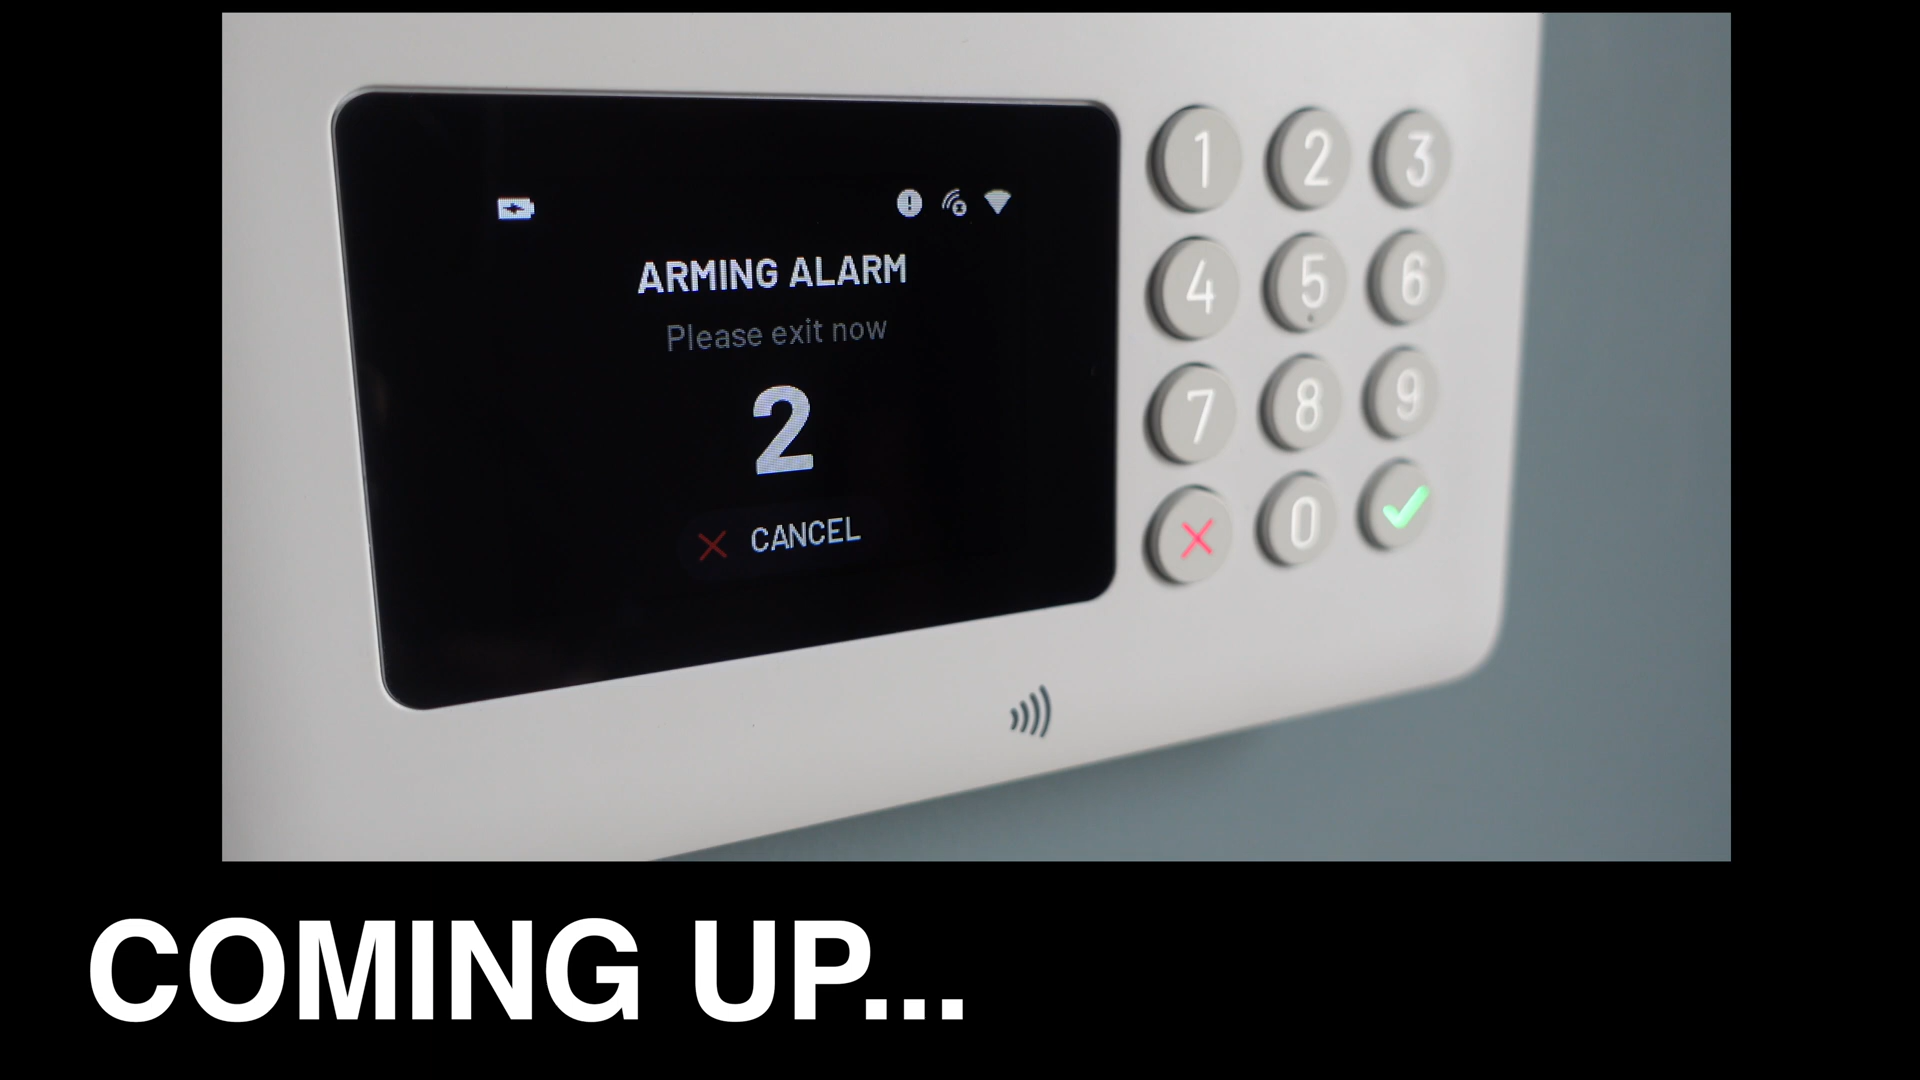 ARMING ALARM
Please exit now
2
CANCEL
1 2 3
4 5 6
7 8 9
0
COMING UP...